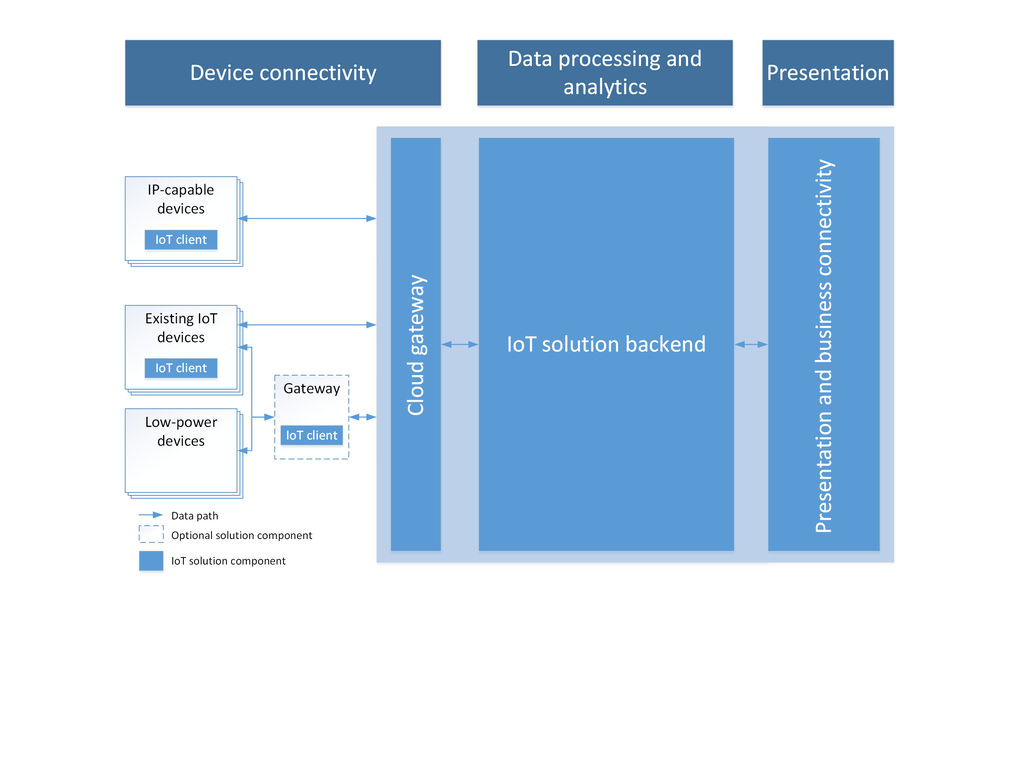 Device connectivity
Data processing and
analytics
Presentation
IP-capable
devices
IoT client
Existing IoT
devices
IoT client
Gateway
IoT client
Low-power
devices
Cloud gateway
IoT solution backend
Presentation and business connectivity
Data path
Optional solution component
IoT solution component